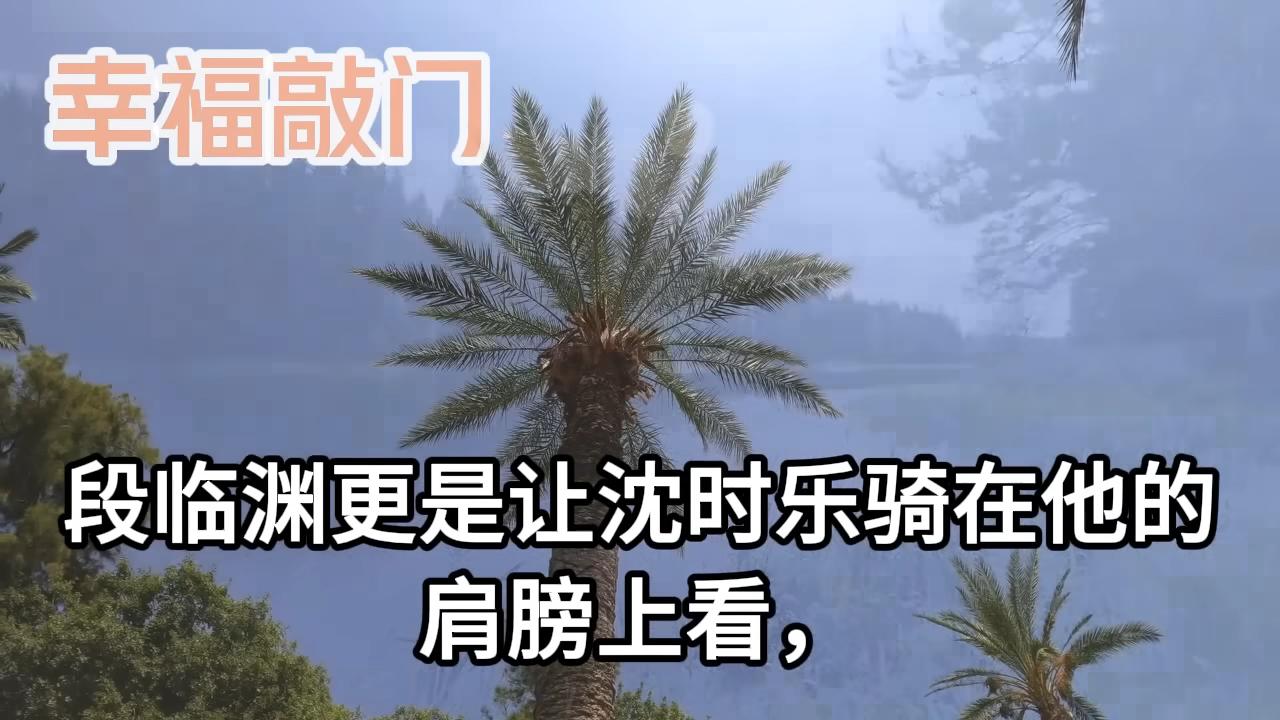 幸福敲门
段临渊更是让沈时乐骑在他的
肩膀上看，